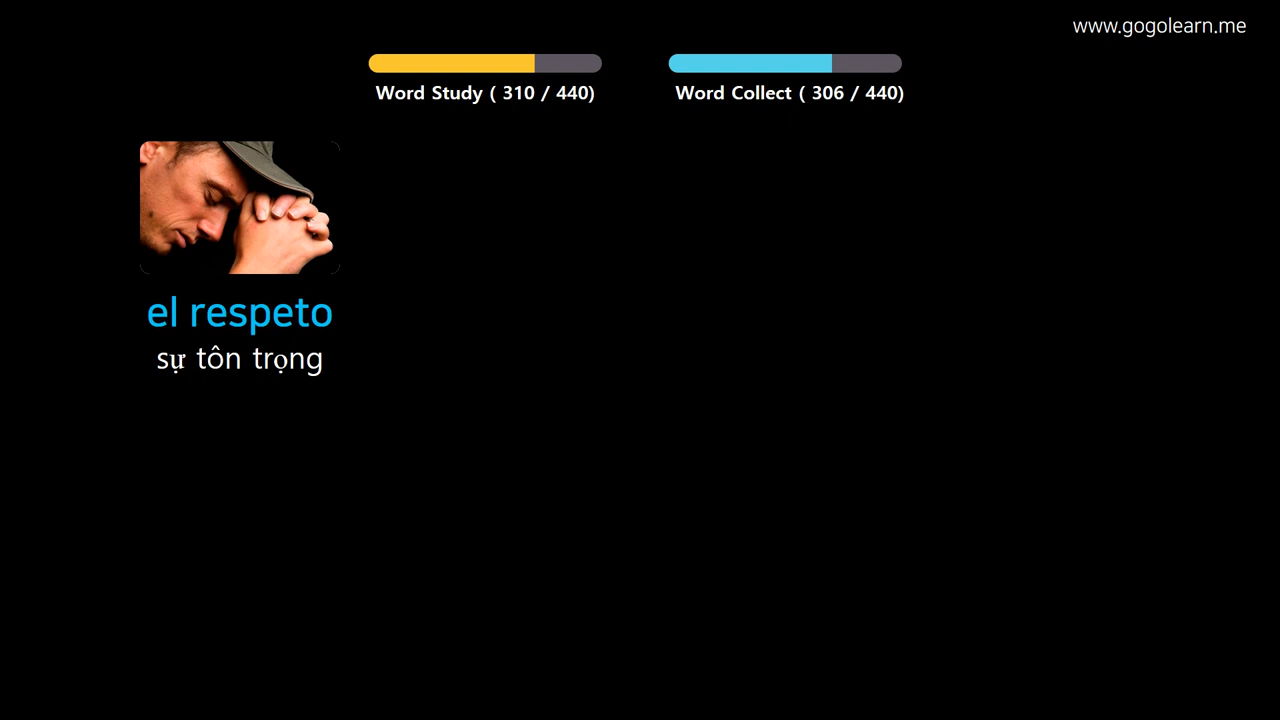 www.gogolearn.me
Word Study ( 310 / 440)
Word Collect ( 306 / 440)
el respeto
sự tôn trọng